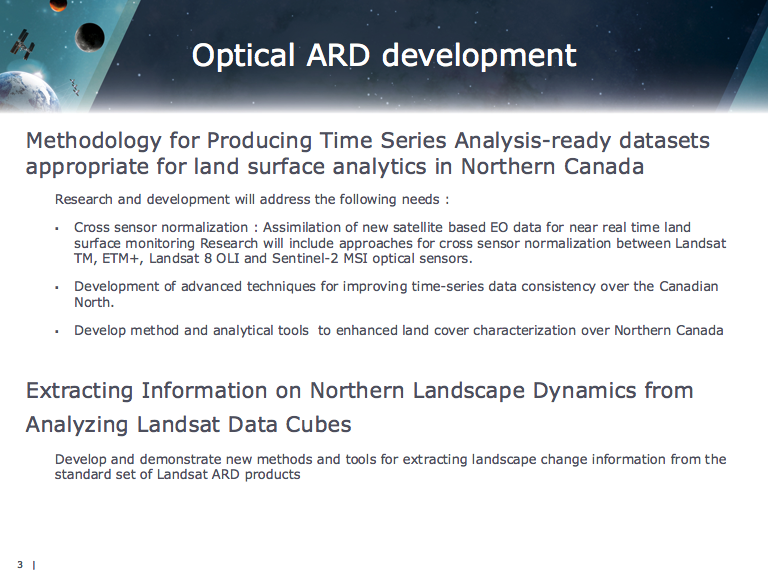 Optical ARD development
Methodology for Producing Time Series Analysis-ready datasets
appropriate for land surface analytics in Northern Canada
Research and development will address the following needs :
▪ Cross sensor normalization : Assimilation of new satellite based EO data for near real time land
surface monitoring Research will include approaches for cross sensor normalization between Landsat
TM, ETM+, Landsat 8 OLI and Sentinel-2 MSI optical sensors.
▪ Development of advanced techniques for improving time-series data consistency over the Canadian
North.
▪ Develop method and analytical tools  to enhanced land cover characterization over Northern Canada
Extracting Information on Northern Landscape Dynamics from
Analyzing Landsat Data Cubes
Develop and demonstrate new methods and tools for extracting landscape change information from the
standard set of Landsat ARD products
3 |